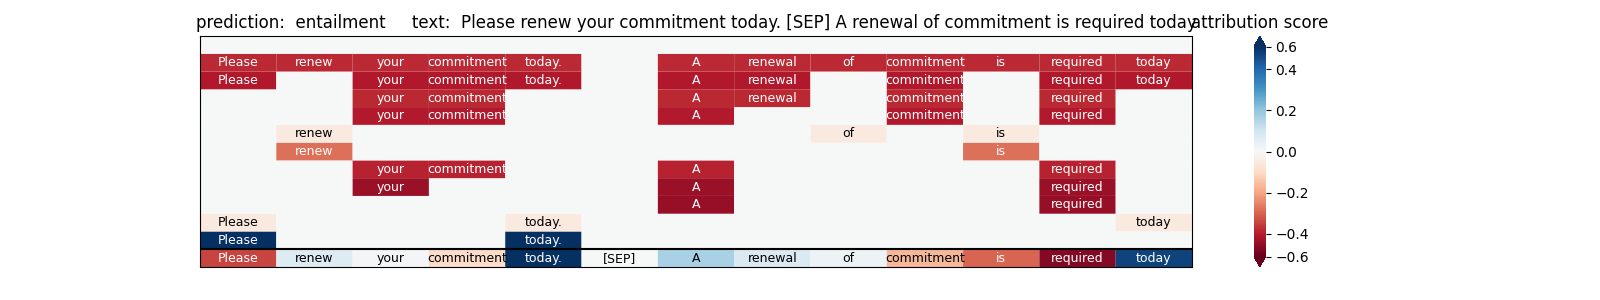 prediction:  entailment     text:  Please renew your commitment today. [SEP] A renewal of commitment is required today
attribution score
Please renew your commitment today. A renewal of commitment is required today
Please your commitment today. A renewal commitment required today
your commitment A renewal commitment required
your commitment A commitment required
renew of is
renew is
your commitment A required
your A required
A required
Please today. today
Please today.
Please renew your commitment today. [SEP] A renewal of commitment is required today
0.6
0.4
0.2
0.0
−0.2
−0.4
−0.6